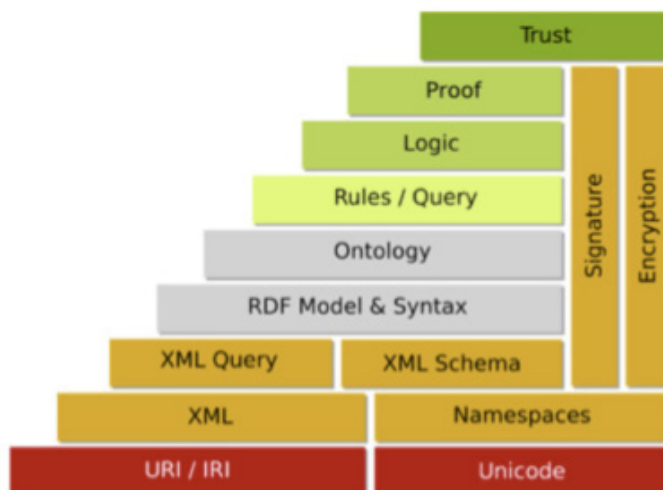 Trust
Proof
Logic
Rules / Query
Ontology
RDF Model & Syntax
Signature
Encryption
XML Query
XML Schema
XML
Namespaces
URI / IRI
Unicode